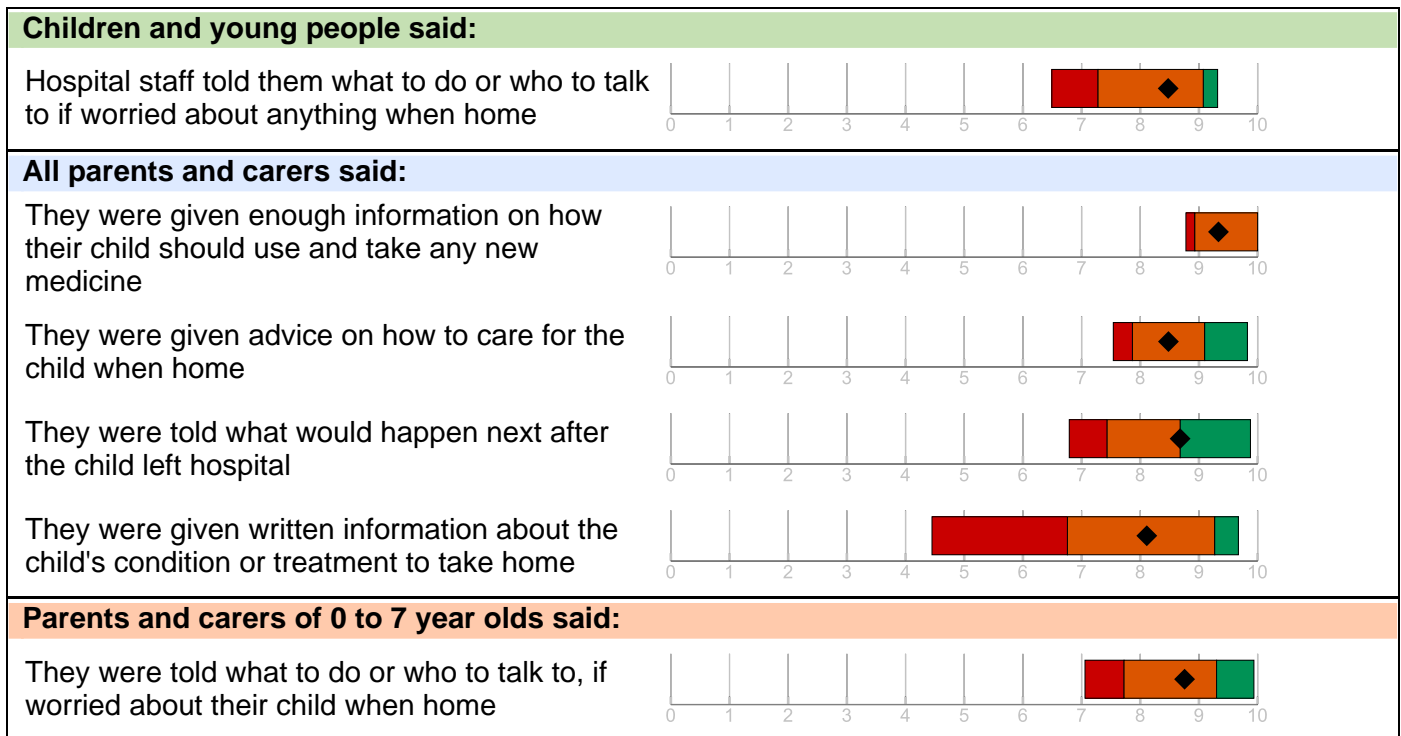 Children and young people said:
Hospital staff told them what to do or who to talk
to if worried about anything when home
0 1 2 3 4 5 6 7 8 9 10
All parents and carers said:
They were given enough information on how
their child should use and take any new
medicine
0 1 2 3 4 5 6 7 8 9 10
They were given advice on how to care for the
child when home
0 1 2 3 4 5 6 7 8 9 10
They were told what would happen next after
the child left hospital
0 1 2 3 4 5 6 7 8 9 10
They were given written information about the
child's condition or treatment to take home
0 1 2 3 4 5 6 7 8 9 10
Parents and carers of 0 to 7 year olds said:
They were told what to do or who to talk to, if
worried about their child when home
0 1 2 3 4 5 6 7 8 9 10